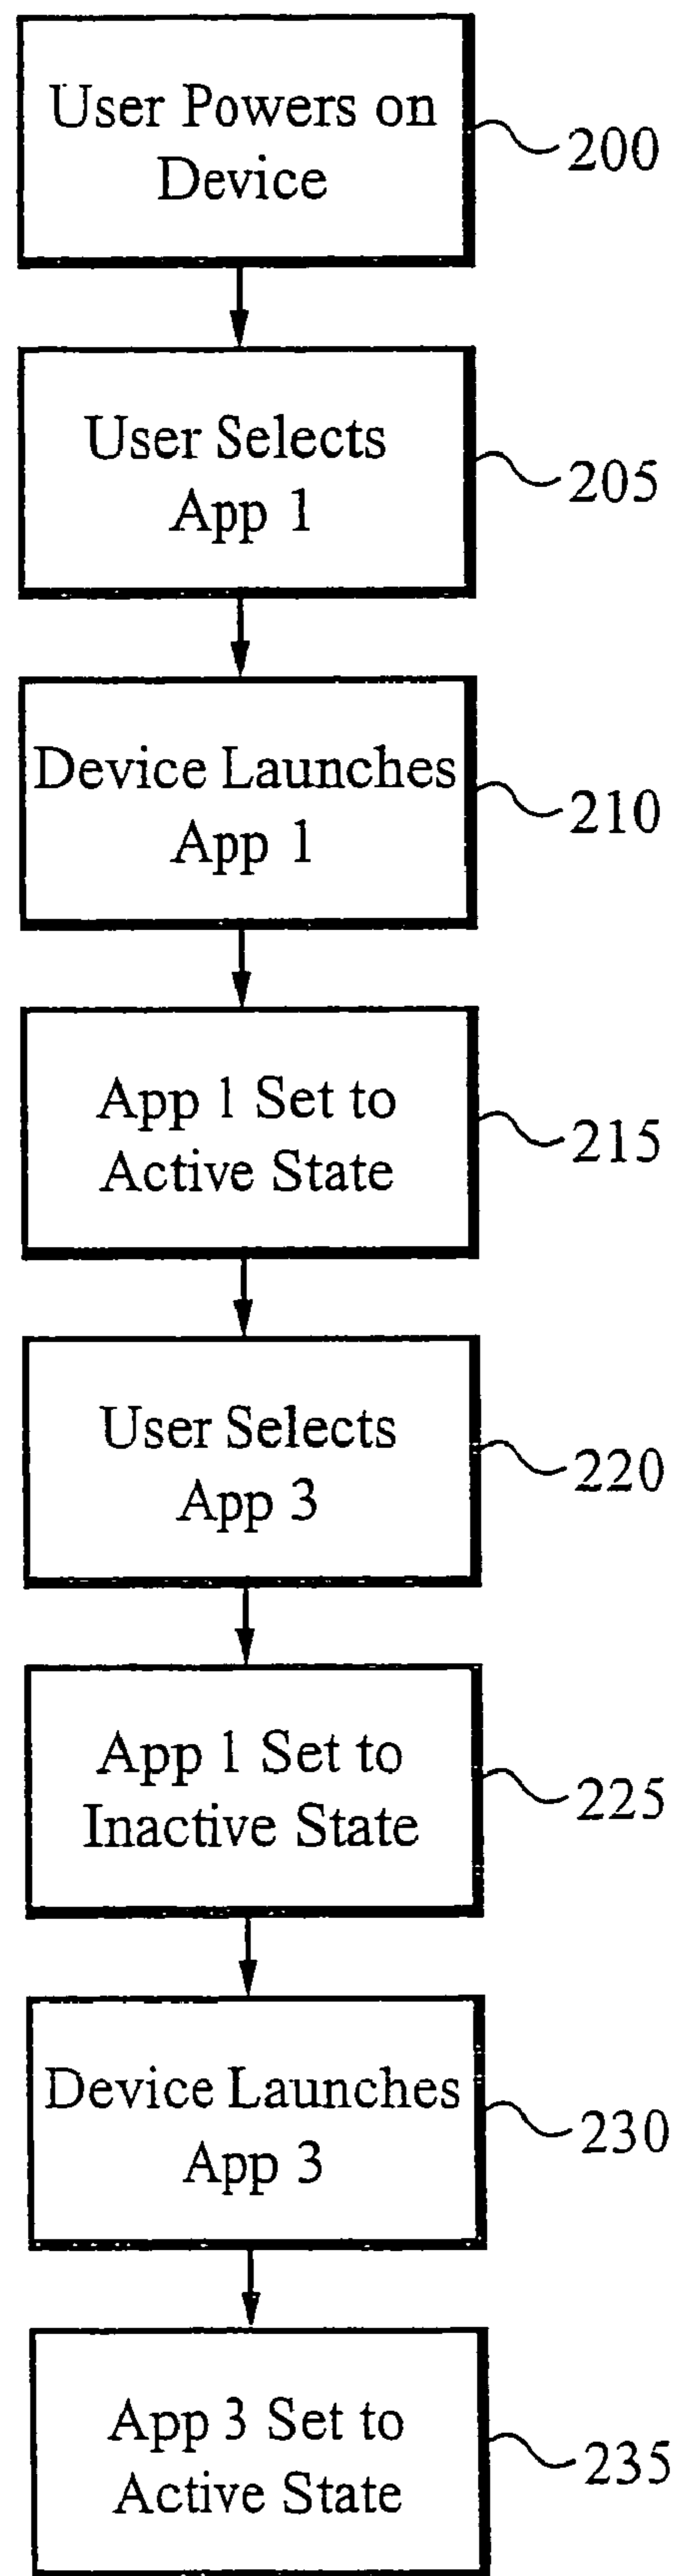 User Powers on
Device
200
User Selects
App 1
205
Device Launches
App 1
210
App 1 Set to
Active State
215
User Selects
App 3
220
App 1 Set to
Inactive State
225
Device Launches
App 3
230
App 3 Set to
Active State
235